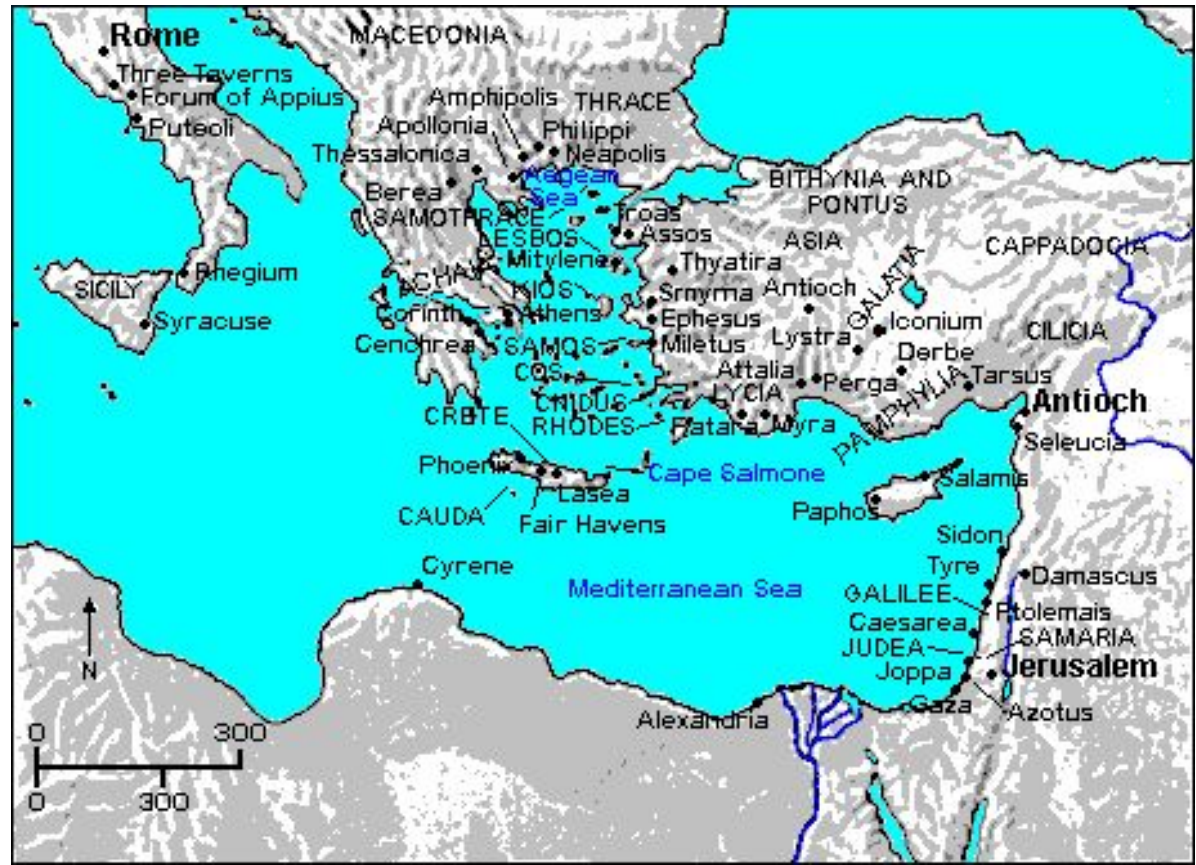 Rome
MACEDONIA
Three Taverns
Forum of Appius
Puteoli
Amphipolis
THRACE
Apollonia
Philippi
Thessalonica
Neapolis
Berea
Aegean
Sea
BITHYNIA AND
PONTUS
SAMOTHRACE
Troas
Assos
LESBOS
ASIA
CAPPADOCIA
Mitylene
Thyatira
Rhegium
SICILY
KIOS
Smyrna
Antioch
GALATIA
Syracuse
Corinth
Athens
Ephesus
Iconium
CILICIA
Cenchrea
SAMOS
Miletus
Lystra
Derbe
COS
Attalia
Perga
Tarsus
LYCIA
PAMPHYLIA
CNIDUS
Antioch
CRETE
RHODES
Patara
Myra
Seleucia
Phoenix
Cape Salmone
Salamis
Lasea
Paphos
CAUDA
Fair Havens
Sidon
Cyrene
Tyre
Damascus
Mediterranean Sea
GALILEE
Ptolemais
Caesarea
SAMARIA
JUDEA
N
Joppa
Jerusalem
Gaza
Alexandria
Azotus
0 300
0 300